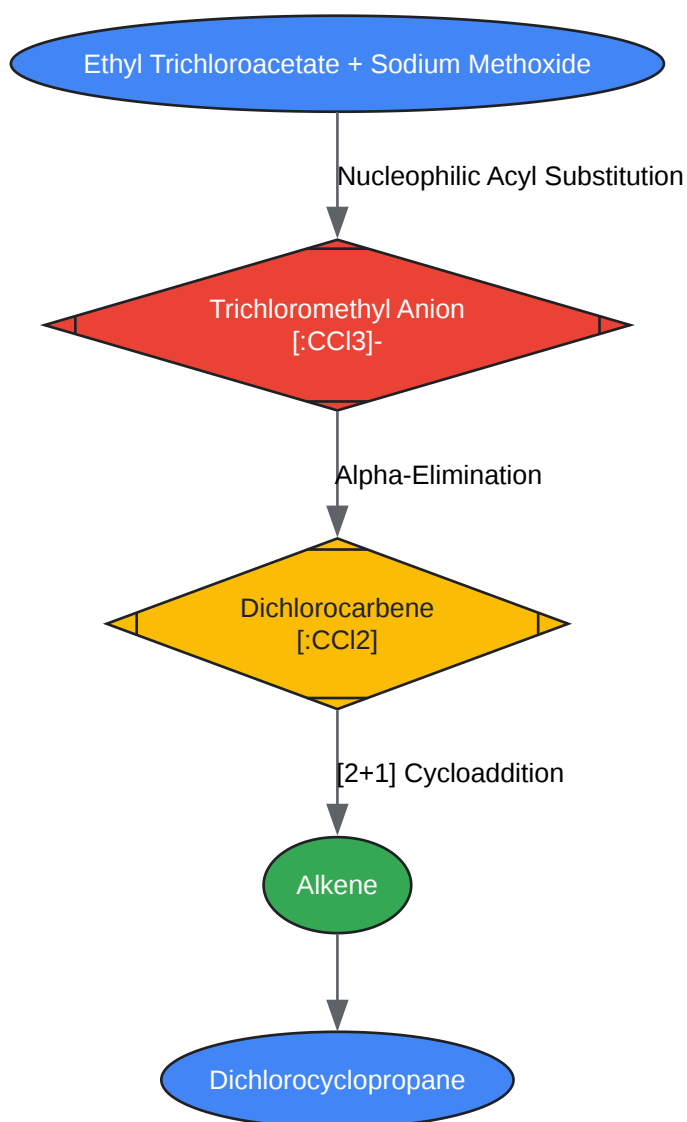 Ethyl Trichloroacetate + Sodium Methoxide
Nucleophilic Acyl Substitution
Trichloromethyl Anion
[:CCl3]-
Alpha-Elimination
Dichlorocarbene
[:CCl2]
[2+1] Cycloaddition
Alkene
Dichlorocyclopropane